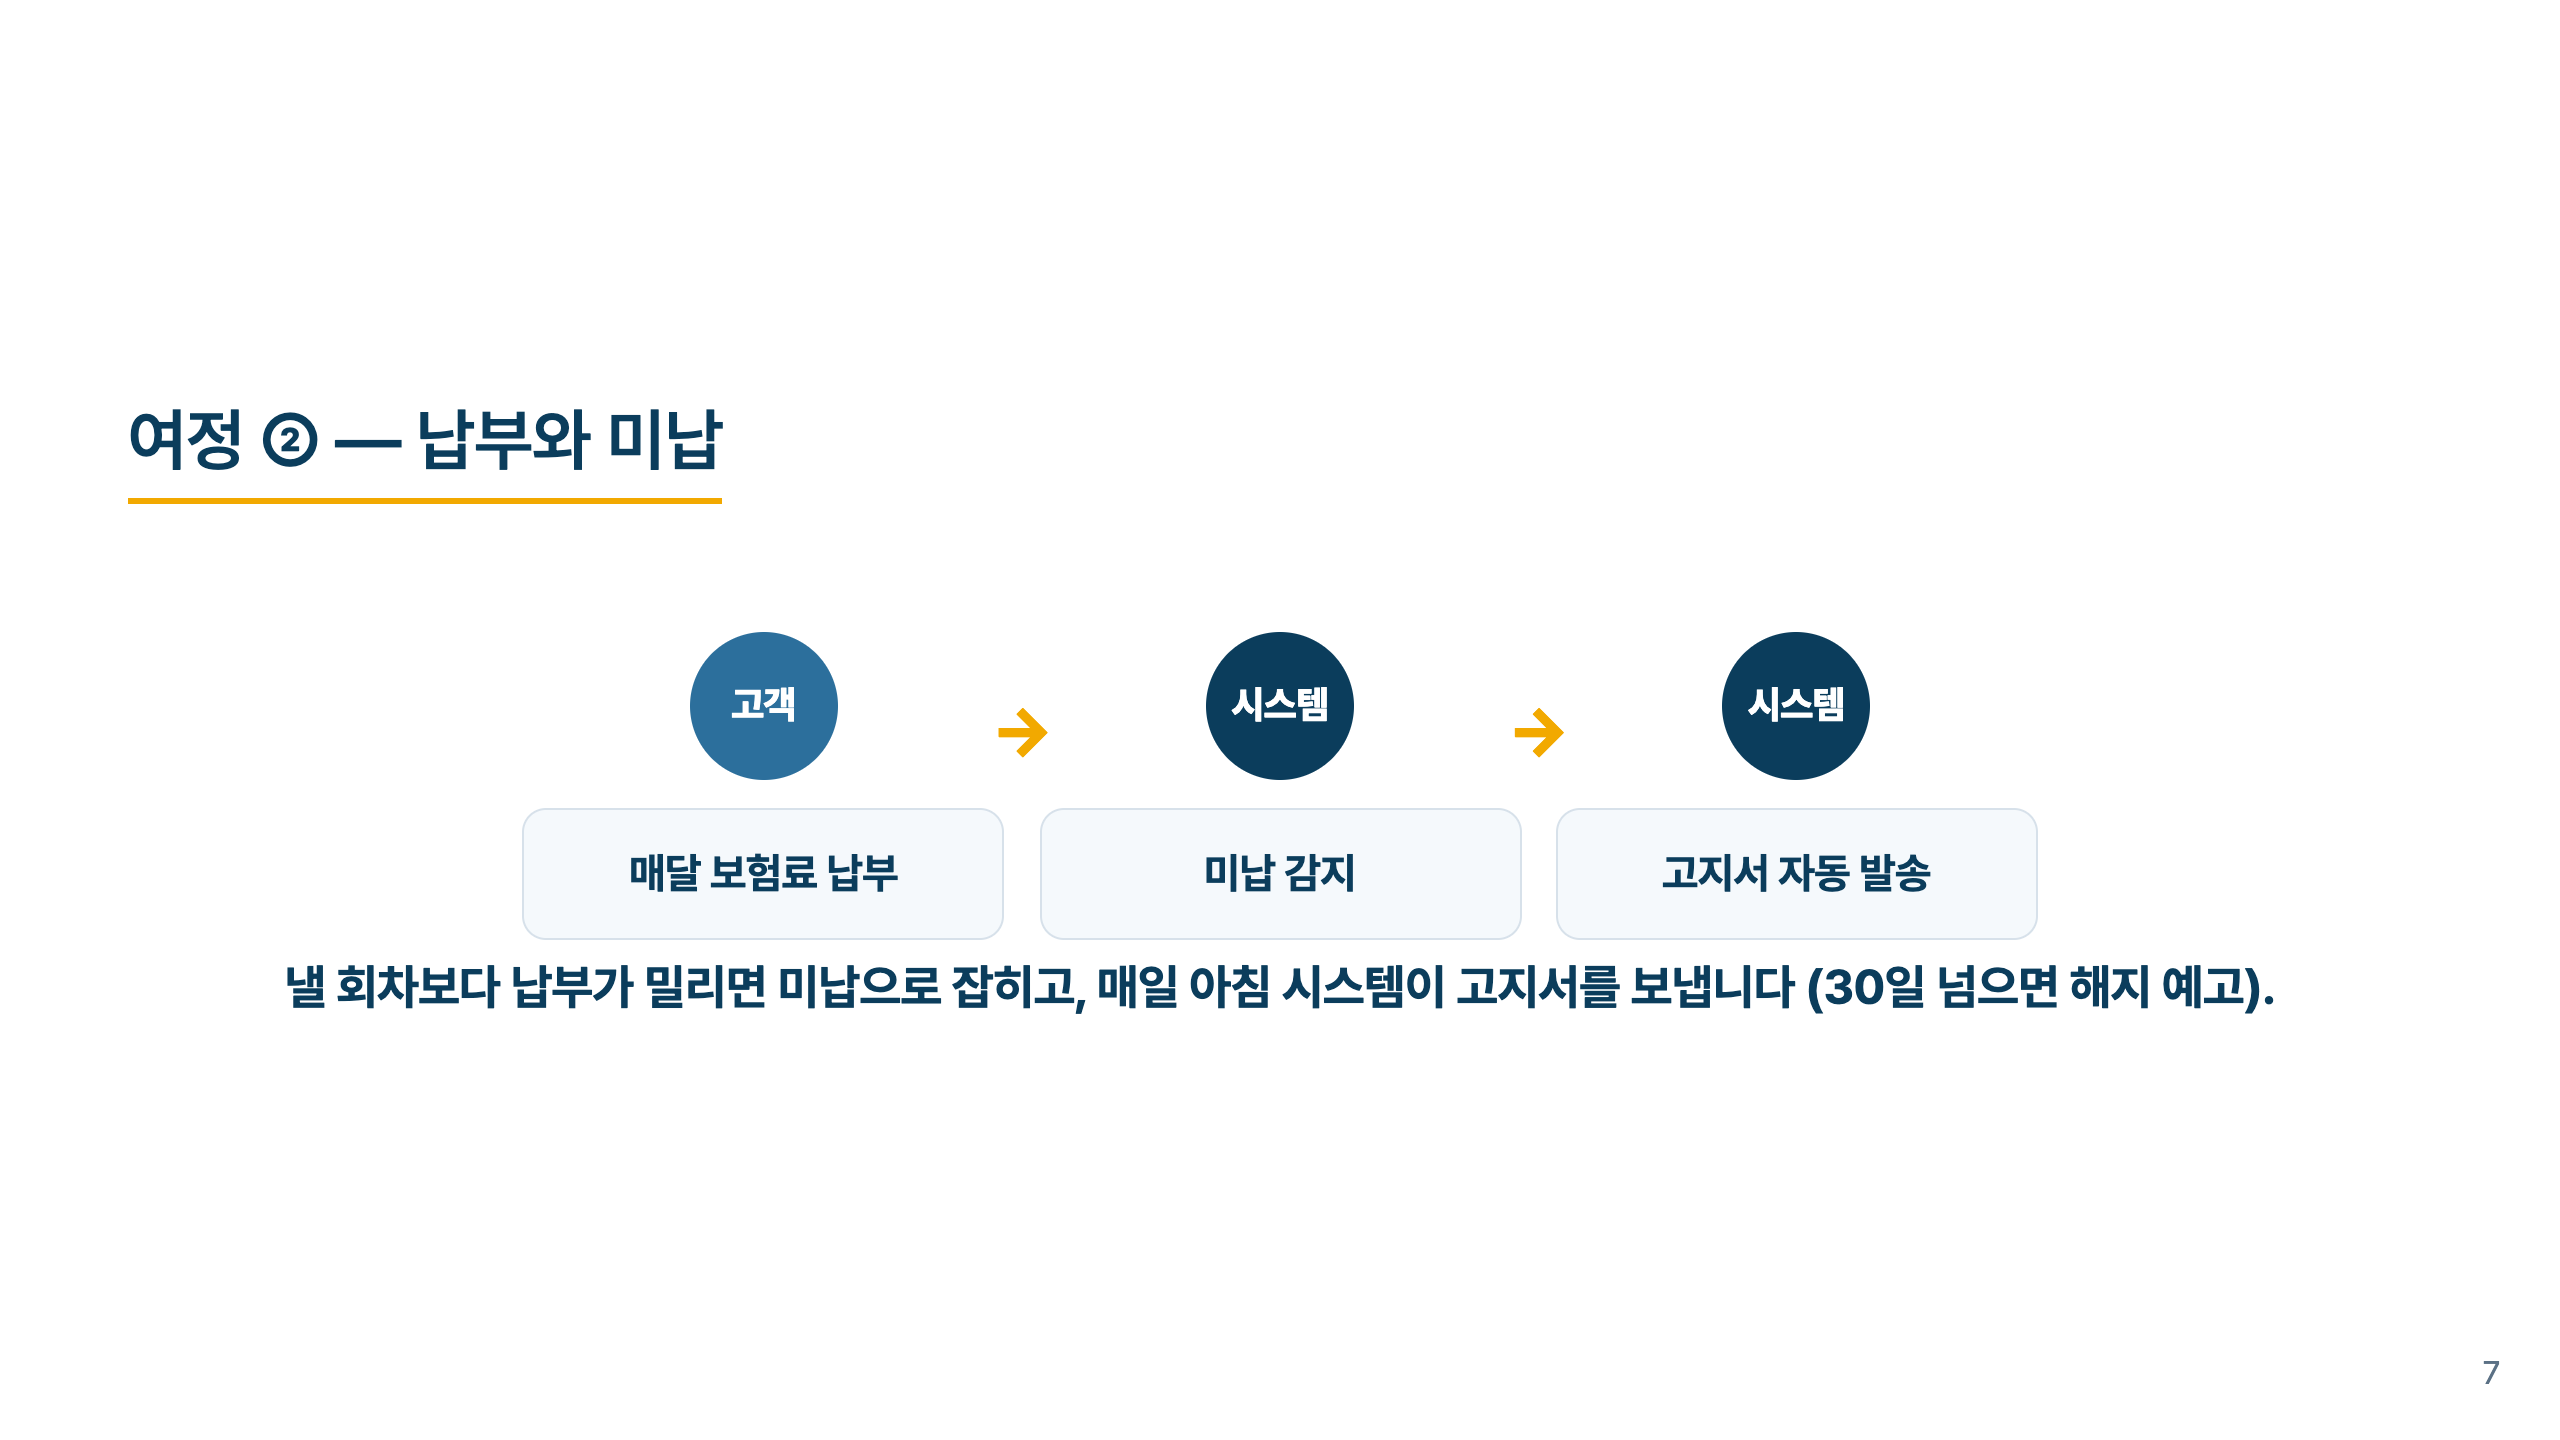 여정 ② — 납부와 미납
고객
시스템
시스템
매달 보험료 납부
미납 감지
고지서 자동 발송
낼 회차보다 납부가 밀리면 미납으로 잡히고, 매일 아침 시스템이 고지서를 보냅니다 (30일 넘으면 해지 예고).
7